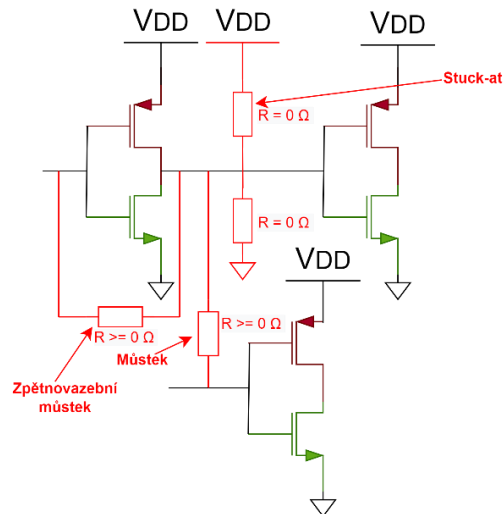 VDD
VDD
VDD
Stuck-at
R = 0 Ω
R = 0 Ω
VDD
R >= 0 Ω
R >= 0 Ω
Můstek
Zpětnovazební
můstek